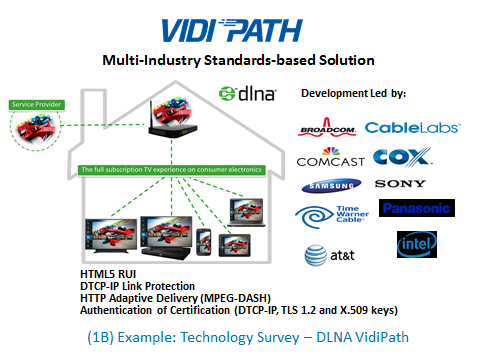 VIDIPATH
Multi-Industry Standards-based Solution
Service Provider
dlna
Development Led by:
BROADCOM.
CableLabs
COMCAST
COX
The full subscription TV experience on consumer electronics
SAMSUNG
SONY
Time
Warner
Cable
Panasonic
at&t
intel
HTML5 RUI
DTCP-IP Link Protection
HTTP Adaptive Delivery (MPEG-DASH)
Authentication of Certification (DTCP-IP, TLS 1.2 and X.509 keys)
(1B) Example: Technology Survey – DLNA VidiPath